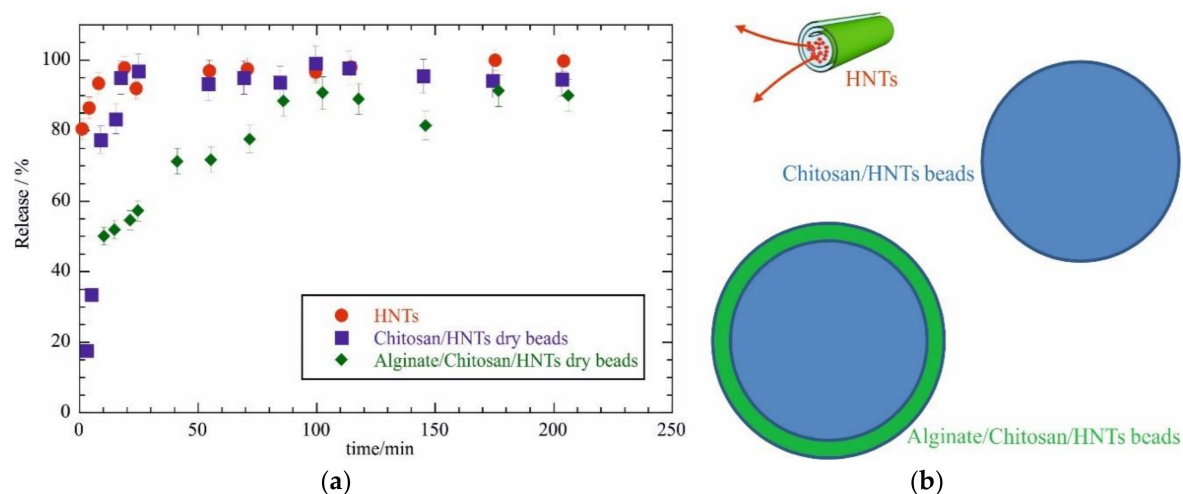 100
80
60
40
20
0
Release / %
0
50
100
150
200
250
time/min
HNTs
Chitosan/HNTs dry beads
Alginate/Chitosan/HNTs dry beads
(a)
HNTs
Chitosan/HNTs beads
Alginate/Chitosan/HNTs beads
(b)